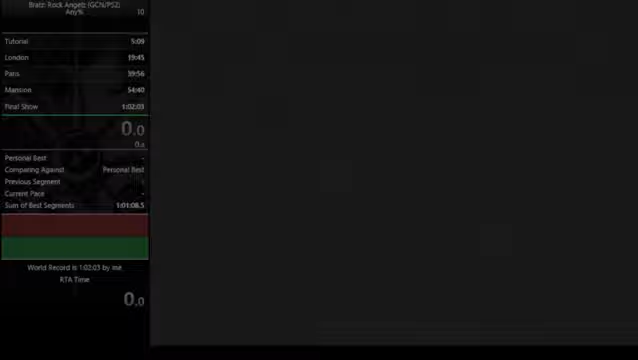 Bratz: Rock Angelz (GCN/PS2)
Any% 10
Tutorial 5:09
London 19:45
Paris 39:56
Mansion 54:40
Final Show 1:02:03
0.0
0.0
Personal Best -
Comparing Against Personal Best
Previous Segment
Current Pace -
Sum of Best Segments 1:01:08.5
World Record is 1:02:03 by me
RTA Time
0.0